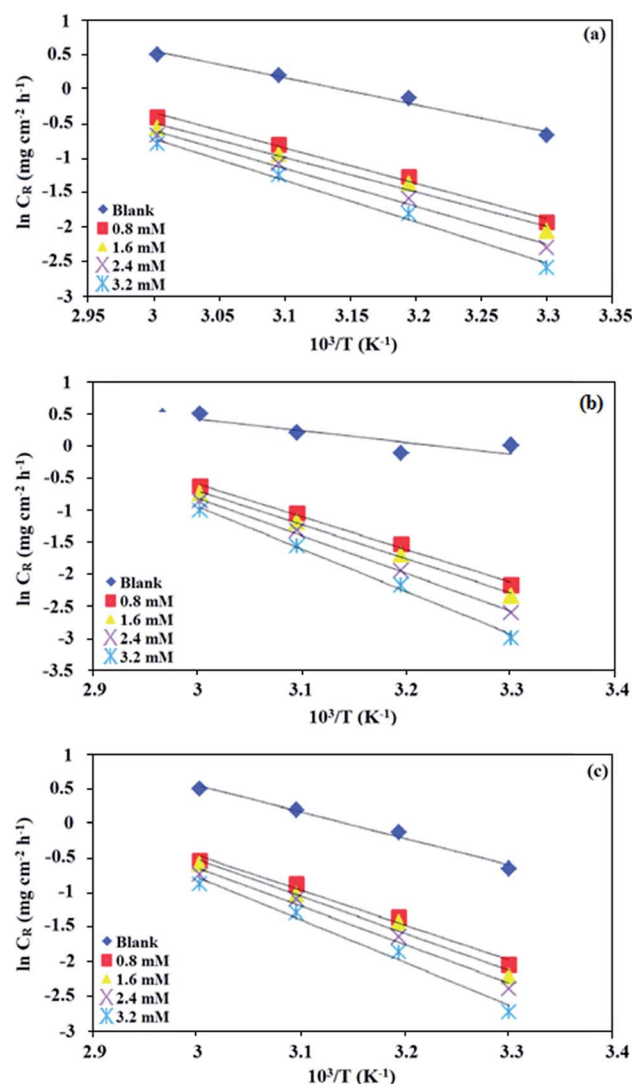 (a)
1
0.5
0
-0.5
-1
-1.5
-2
-2.5
-3
ln C_R (mg cm⁻² h⁻¹)
Blank
0.8 mM
1.6 mM
2.4 mM
3.2 mM
2.95 3 3.05 3.1 3.15 3.2 3.25 3.3 3.35
10³/T (K⁻¹)
(b)
1
0.5
0
-0.5
-1
-1.5
-2
-2.5
-3
-3.5
ln C_R (mg cm⁻² h⁻¹)
Blank
0.8 mM
1.6 mM
2.4 mM
3.2 mM
2.9 3 3.1 3.2 3.3 3.4
10³/T (K⁻¹)
(c)
1
0.5
0
-0.5
-1
-1.5
-2
-2.5
-3
ln C_R (mg cm⁻² h⁻¹)
Blank
0.8 mM
1.6 mM
2.4 mM
3.2 mM
2.9 3 3.1 3.2 3.3 3.4
10³/T (K⁻¹)